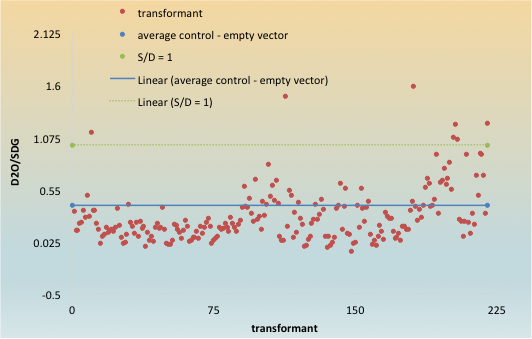 transformant
average control - empty vector
S/D = 1
Linear (average control - empty vector)
Linear (S/D = 1)
2.125
1.6
1.075
0.55
0.025
-0.5
D2O/SDG
0 75 150 225
transformant